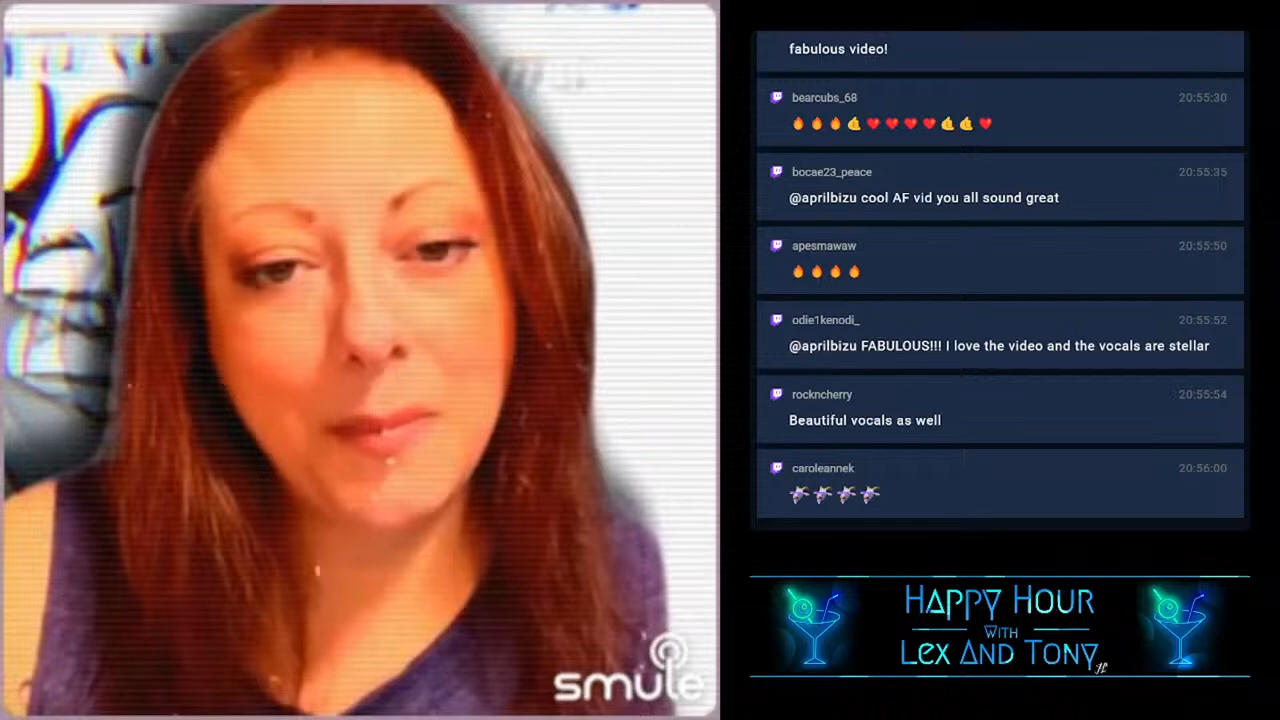 fabulous video!
bearcubs_68 20:55:30
bocae23_peace 20:55:35
@aprilbizu cool AF vid you all sound great
apesmawaw 20:55:50
odie1kenodi_ 20:55:52
@aprilbizu FABULOUS!!! I love the video and the vocals are stellar
rockncherry 20:55:54
Beautiful vocals as well
caroleannek 20:56:00
smule
Happy Hour
with
Lex And Tony